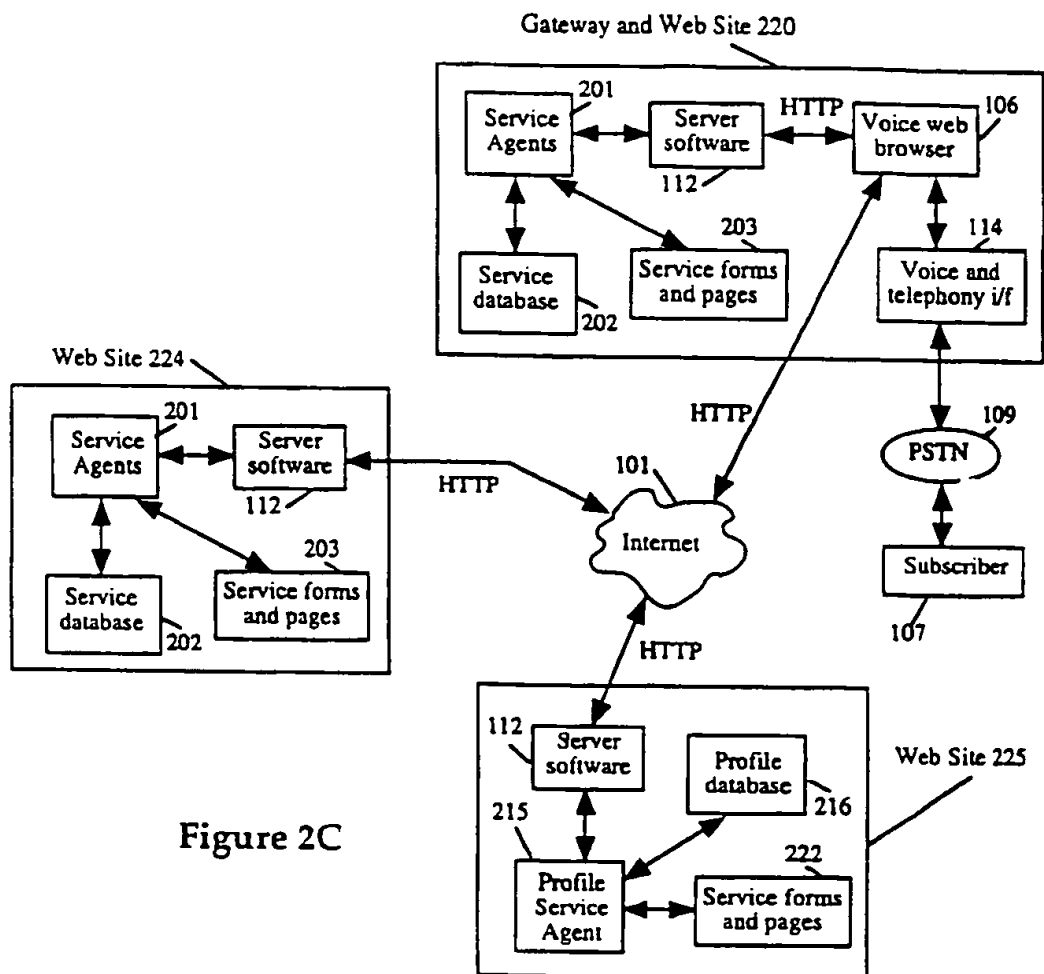 Gateway and Web Site 220
201
Service
Agents
Server
software
112
HTTP
Voice web
browser
106
Service
database
202
203
Service forms
and pages
114
Voice and
telephony i/f
Web Site 224
201
Service
Agents
Server
software
112
HTTP
Service
database
202
203
Service forms
and pages
HTTP
101
Internet
109
PSTN
Subscriber
107
HTTP
112
Server
software
Profile
database
216
Web Site 225
215
Profile
Service
Agent
222
Service forms
and pages
Figure 2C